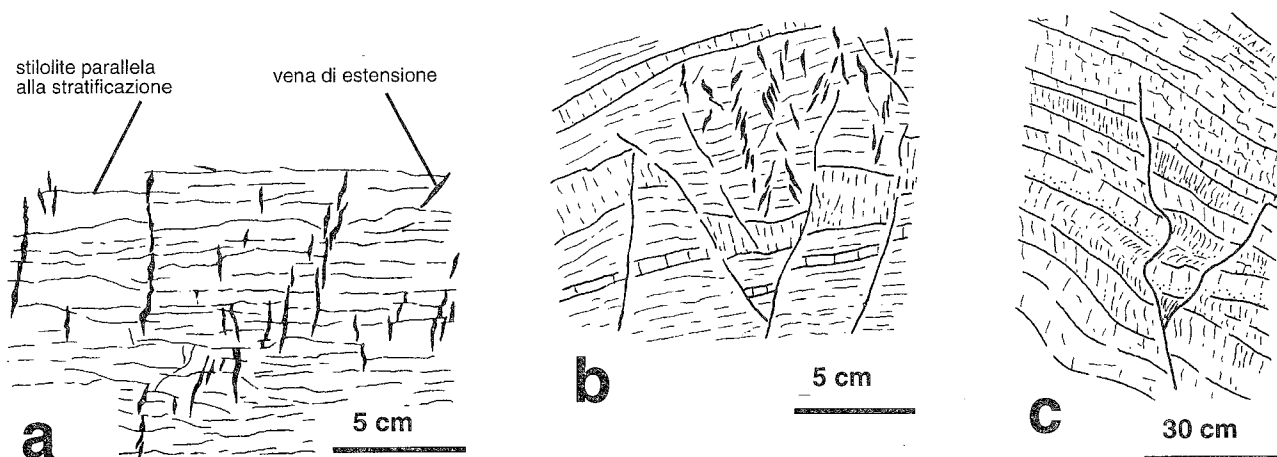 stilolite parallela
alla stratificazione
vena di estensione
a
5 cm
b
5 cm
c
30 cm